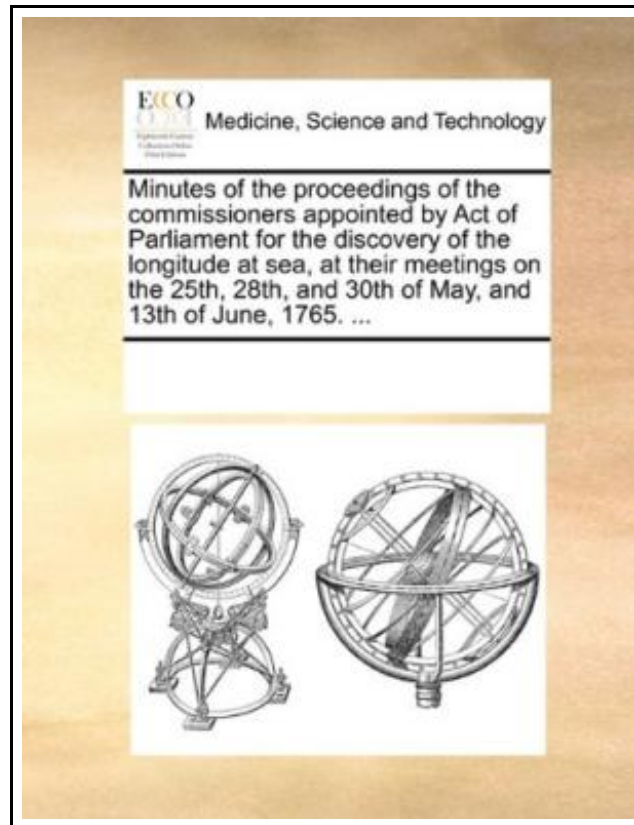 ECCO
Medicine, Science and Technology
Minutes of the proceedings of the
commissioners appointed by Act of
Parliament for the discovery of the
longitude at sea, at their meetings on
the 25th, 28th, and 30th of May, and
13th of June, 1765. ...